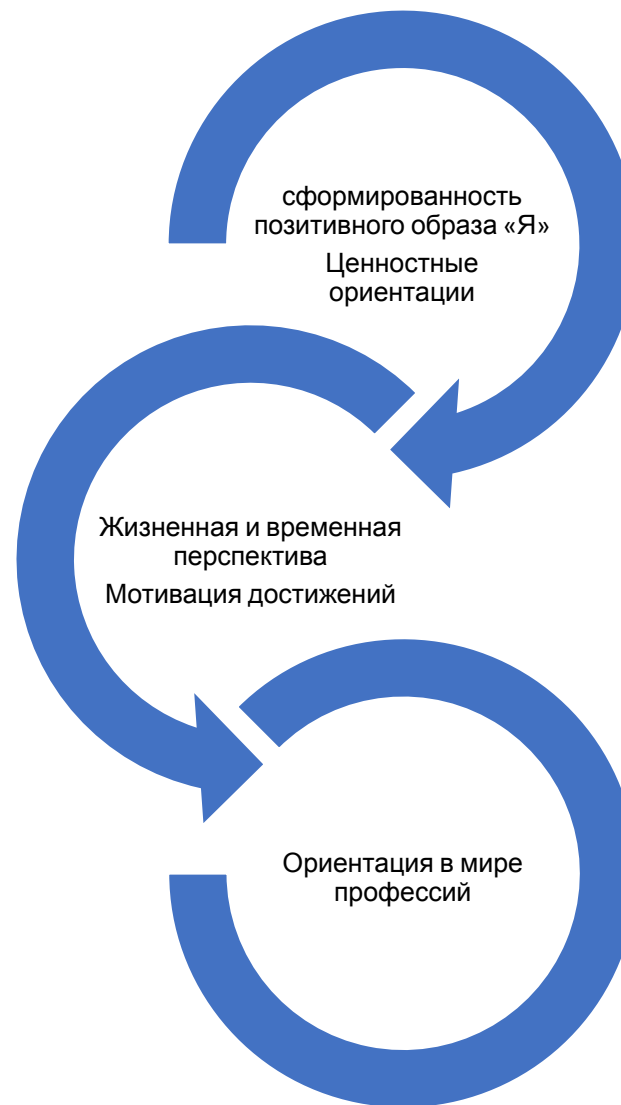 сформированность
позитивного образа «Я»
Ценностные
ориентации
Жизненная и временная
перспектива
Мотивация достижений
Ориентация в мире
профессий